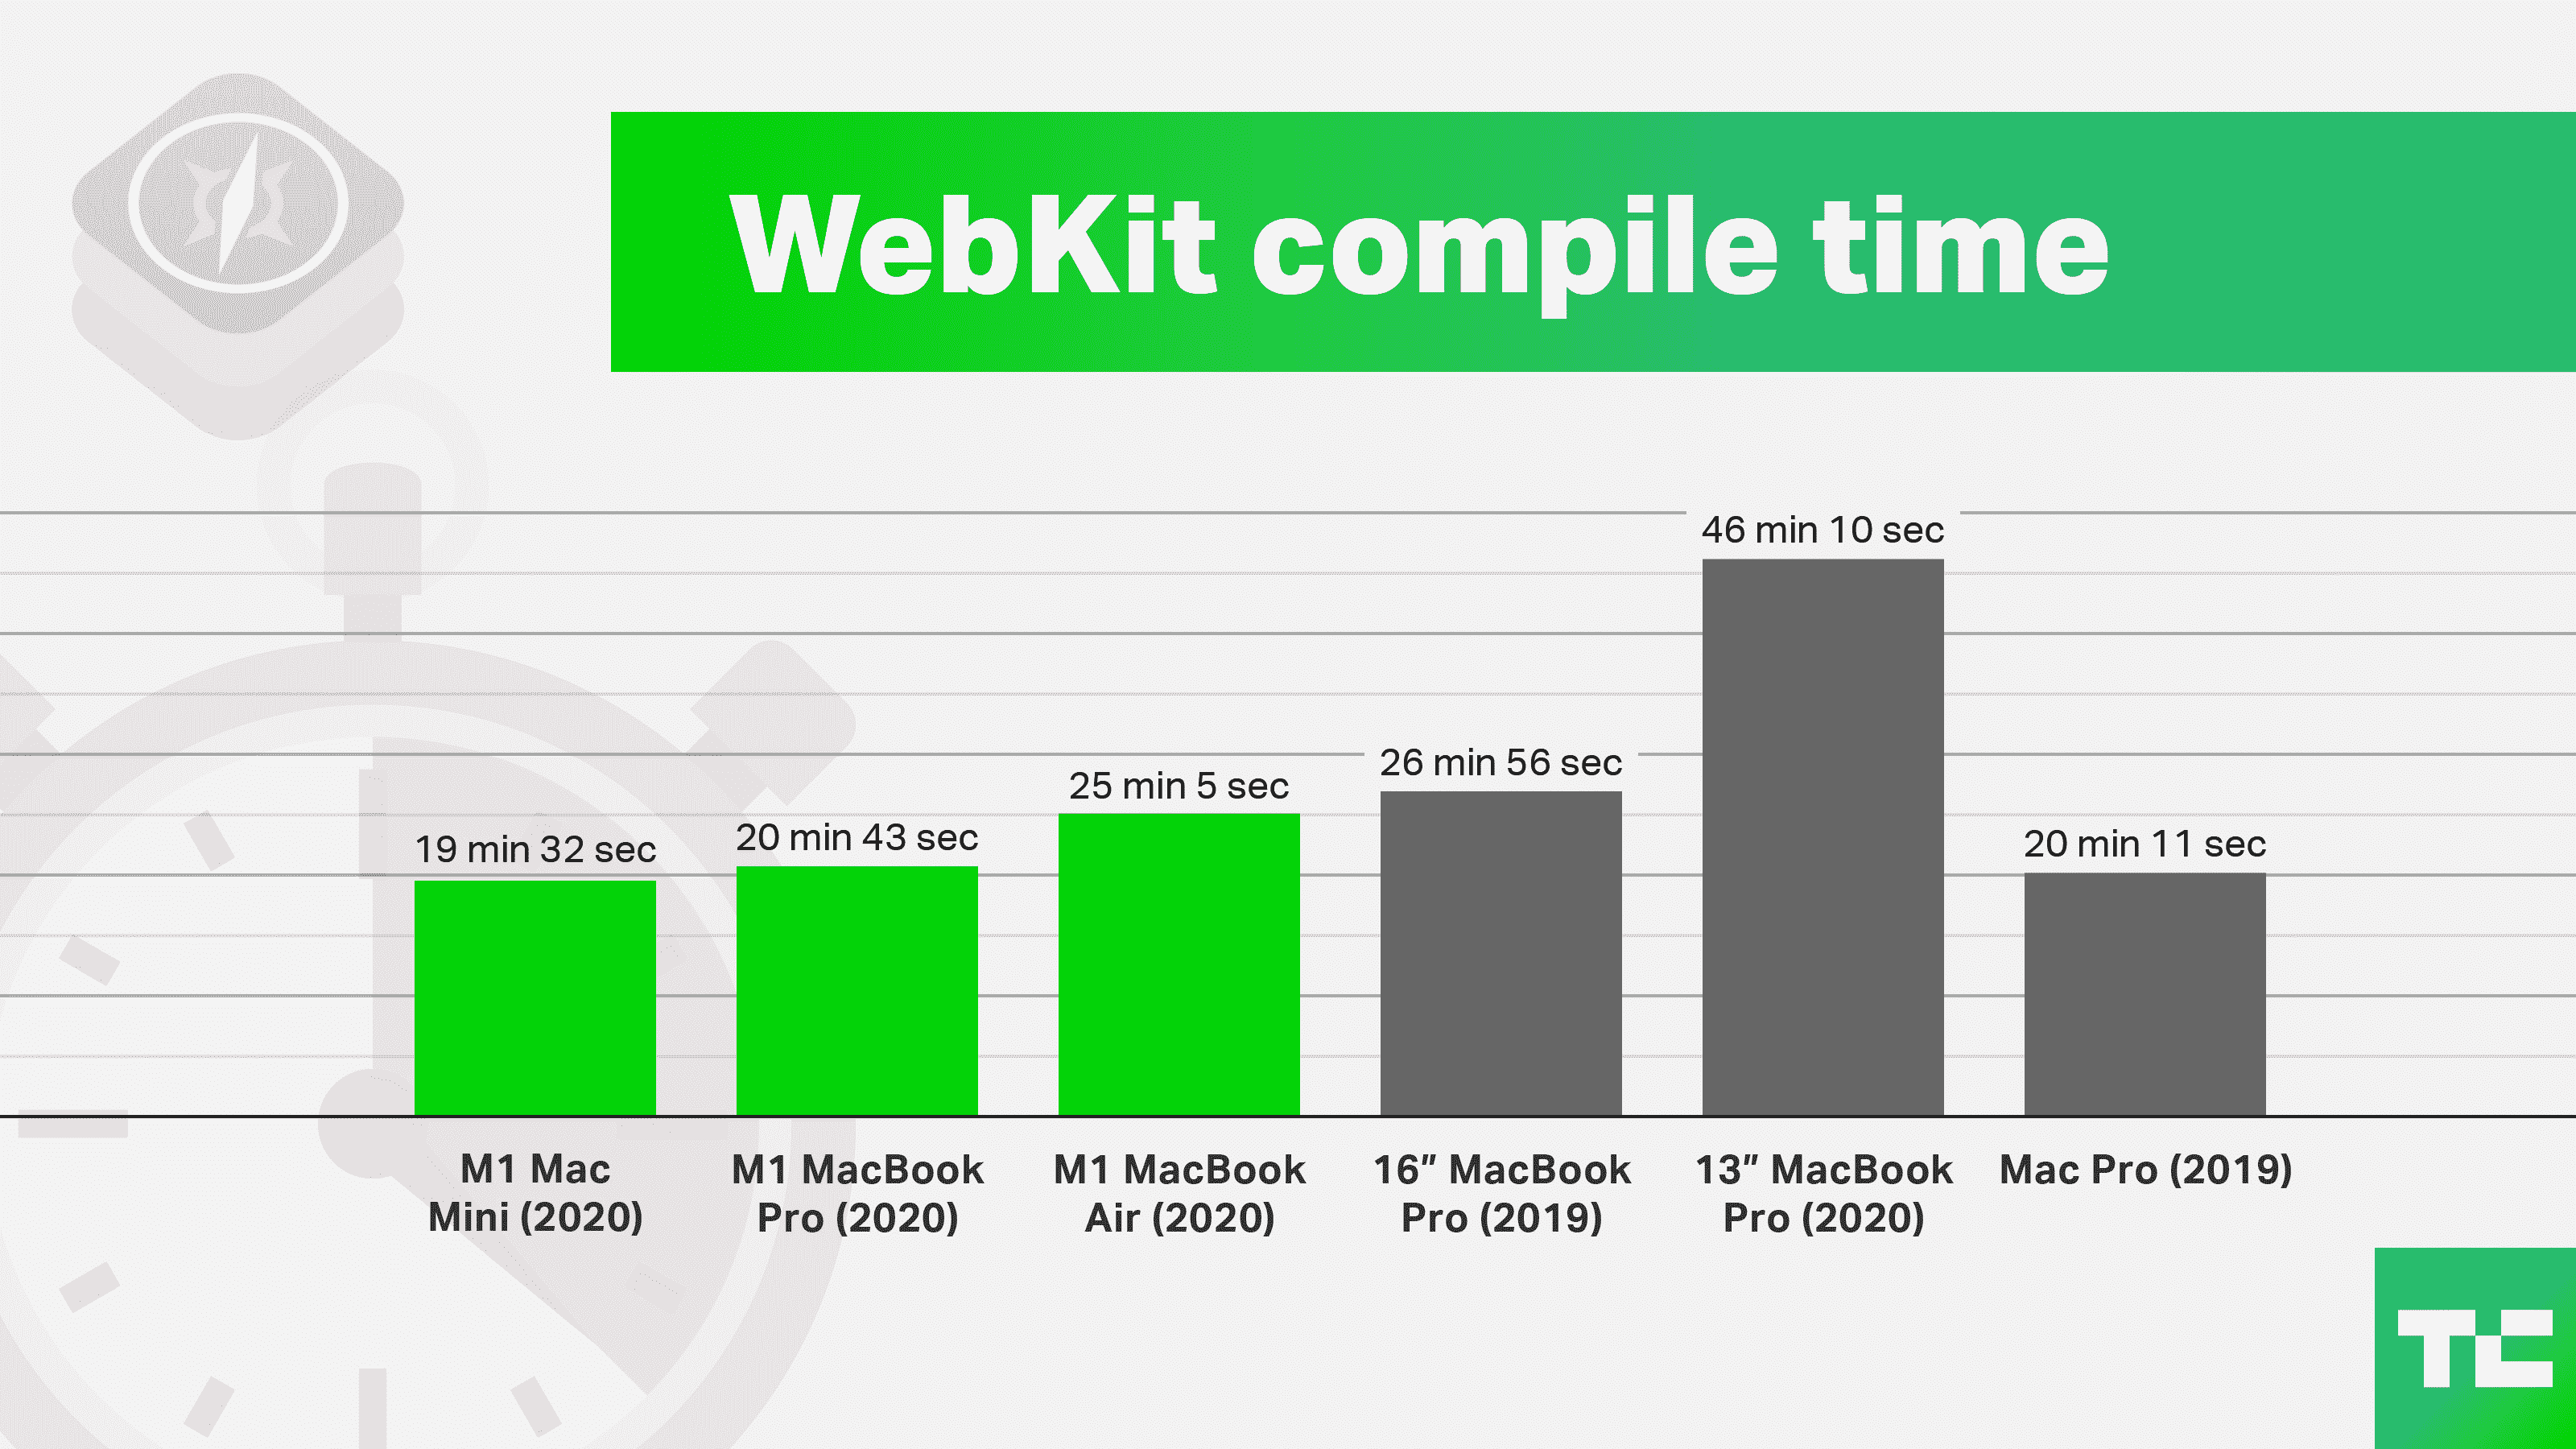 WebKit compile time
46 min 10 sec
26 min 56 sec
25 min 5 sec
20 min 43 sec
19 min 32 sec
20 min 11 sec
M1 Mac
Mini (2020)
M1 MacBook
Pro (2020)
M1 MacBook
Air (2020)
16″ MacBook
Pro (2019)
13″ MacBook
Pro (2020)
Mac Pro (2019)
TC